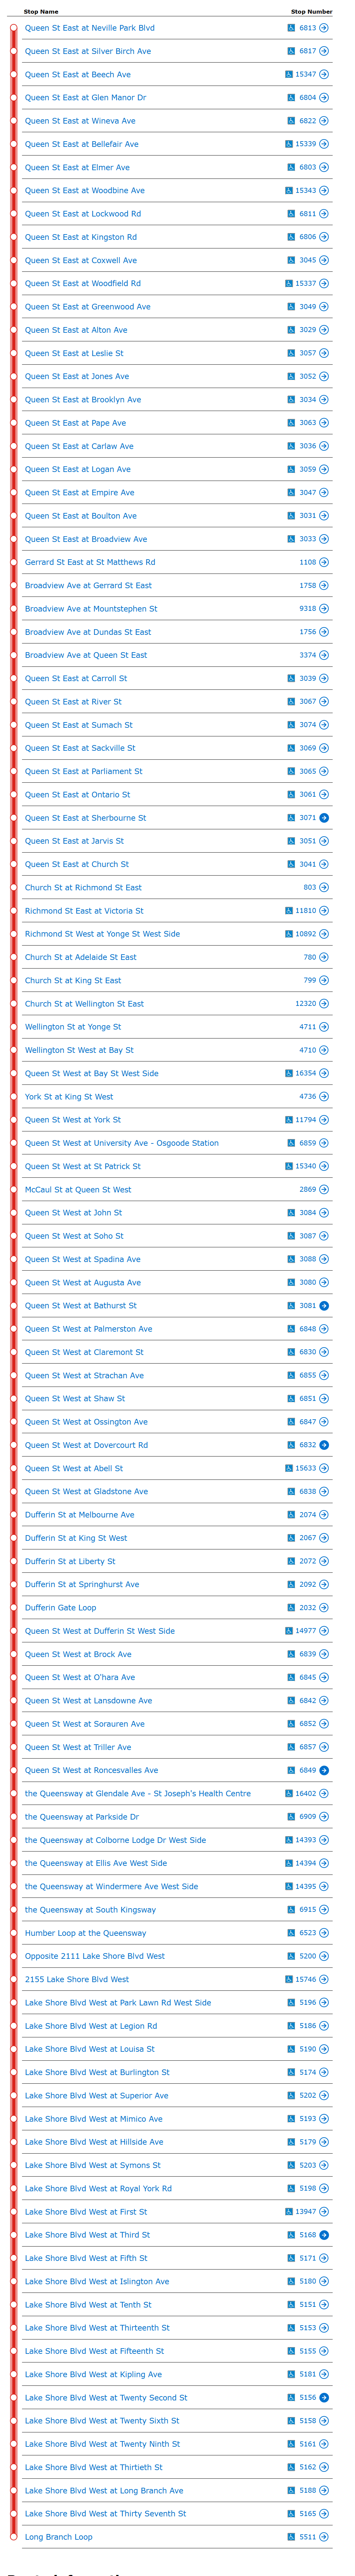 Stop Name Stop Number
Queen St East at Neville Park Blvd 6813
Queen St East at Silver Birch Ave 6817
Queen St East at Beech Ave 15347
Queen St East at Glen Manor Dr 6804
Queen St East at Wineva Ave 6822
Queen St East at Bellefair Ave 15339
Queen St East at Elmer Ave 6803
Queen St East at Woodbine Ave 15343
Queen St East at Lockwood Rd 6811
Queen St East at Kingston Rd 6806
Queen St East at Coxwell Ave 3045
Queen St East at Woodfield Rd 15337
Queen St East at Greenwood Ave 3049
Queen St East at Alton Ave 3029
Queen St East at Leslie St 3057
Queen St East at Jones Ave 3052
Queen St East at Brooklyn Ave 3034
Queen St East at Pape Ave 3063
Queen St East at Carlaw Ave 3036
Queen St East at Logan Ave 3059
Queen St East at Empire Ave 3047
Queen St East at Boulton Ave 3031
Queen St East at Broadview Ave 3033
Gerrard St East at St Matthews Rd 1108
Broadview Ave at Gerrard St East 1758
Broadview Ave at Mountstephen St 9318
Broadview Ave at Dundas St East 1756
Broadview Ave at Queen St East 3374
Queen St East at Carroll St 3039
Queen St East at River St 3067
Queen St East at Sumach St 3074
Queen St East at Sackville St 3069
Queen St East at Parliament St 3065
Queen St East at Ontario St 3061
Queen St East at Sherbourne St 3071
Queen St East at Jarvis St 3051
Queen St East at Church St 3041
Church St at Richmond St East 803
Richmond St East at Victoria St 11810
Richmond St West at Yonge St West Side 10892
Church St at Adelaide St East 780
Church St at King St East 799
Church St at Wellington St East 12320
Wellington St at Yonge St 4711
Wellington St West at Bay St 4710
Queen St West at Bay St West Side 16354
York St at King St West 4736
Queen St West at York St 11794
Queen St West at University Ave - Osgoode Station 6859
Queen St West at St Patrick St 15340
McCaul St at Queen St West 2869
Queen St West at John St 3084
Queen St West at Soho St 3087
Queen St West at Spadina Ave 3088
Queen St West at Augusta Ave 3080
Queen St West at Bathurst St 3081
Queen St West at Palmerston Ave 6848
Queen St West at Claremont St 6830
Queen St West at Strachan Ave 6855
Queen St West at Shaw St 6851
Queen St West at Ossington Ave 6847
Queen St West at Dovercourt Rd 6832
Queen St West at Abell St 15633
Queen St West at Gladstone Ave 6838
Dufferin St at Melbourne Ave 2074
Dufferin St at King St West 2067
Dufferin St at Liberty St 2072
Dufferin St at Springhurst Ave 2092
Dufferin Gate Loop 2032
Queen St West at Dufferin St West Side 14977
Queen St West at Brock Ave 6839
Queen St West at O'hara Ave 6845
Queen St West at Lansdowne Ave 6842
Queen St West at Sorauren Ave 6852
Queen St West at Triller Ave 6857
Queen St West at Roncesvalles Ave 6849
the Queensway at Glendale Ave - St Joseph's Health Centre 16402
the Queensway at Parkside Dr 6909
the Queensway at Colborne Lodge Dr West Side 14393
the Queensway at Ellis Ave West Side 14394
the Queensway at Windermere Ave West Side 14395
the Queensway at South Kingsway 6915
Humber Loop at the Queensway 6523
Opposite 2111 Lake Shore Blvd West 5200
2155 Lake Shore Blvd West 15746
Lake Shore Blvd West at Park Lawn Rd West Side 5196
Lake Shore Blvd West at Legion Rd 5186
Lake Shore Blvd West at Louisa St 5190
Lake Shore Blvd West at Burlington St 5174
Lake Shore Blvd West at Superior Ave 5202
Lake Shore Blvd West at Mimico Ave 5193
Lake Shore Blvd West at Hillside Ave 5179
Lake Shore Blvd West at Symons St 5203
Lake Shore Blvd West at Royal York Rd 5198
Lake Shore Blvd West at First St 13947
Lake Shore Blvd West at Third St 5168
Lake Shore Blvd West at Fifth St 5171
Lake Shore Blvd West at Islington Ave 5180
Lake Shore Blvd West at Tenth St 5151
Lake Shore Blvd West at Thirteenth St 5153
Lake Shore Blvd West at Fifteenth St 5155
Lake Shore Blvd West at Kipling Ave 5181
Lake Shore Blvd West at Twenty Second St 5156
Lake Shore Blvd West at Twenty Sixth St 5158
Lake Shore Blvd West at Twenty Ninth St 5161
Lake Shore Blvd West at Thirtieth St 5162
Lake Shore Blvd West at Long Branch Ave 5188
Lake Shore Blvd West at Thirty Seventh St 5165
Long Branch Loop 5511